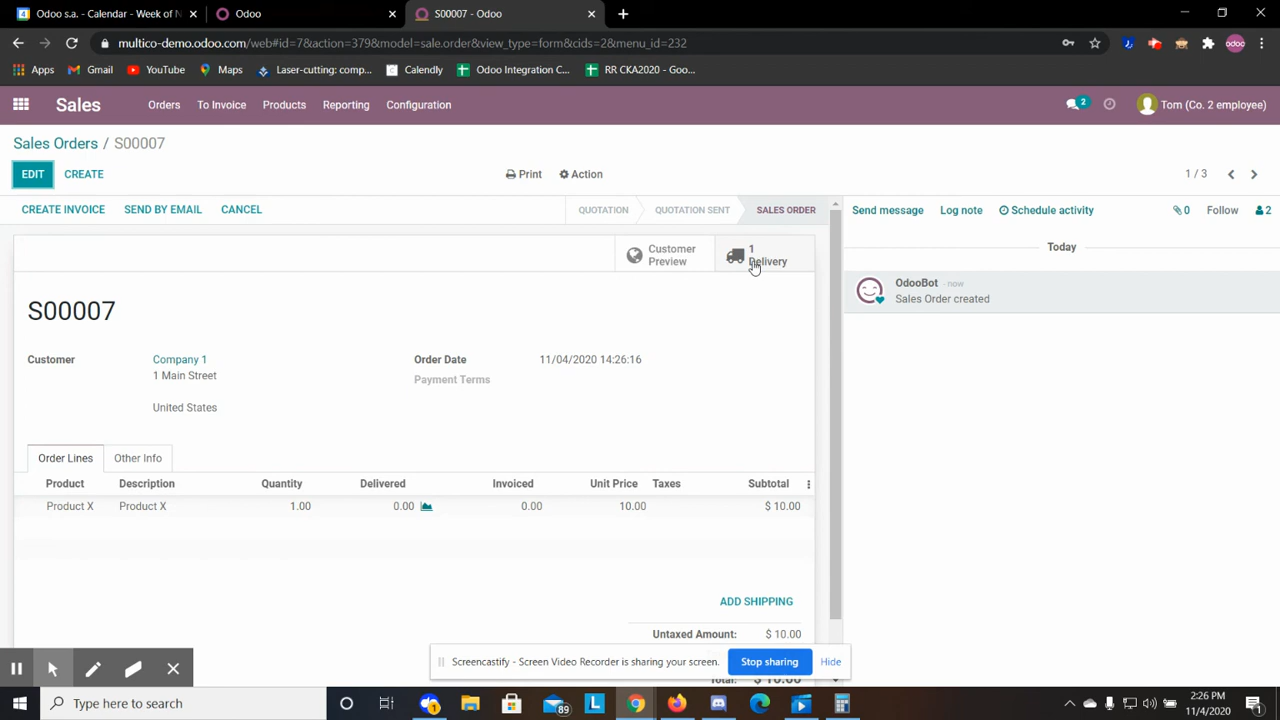 Odoo s.a. - Calendar - Week of N
Odoo
S00007 - Odoo
multico-demo.odoo.com/web#id=7&action=379&model=sale.order&view_type=form&cids=2&menu_id=232
odoo
Apps
Gmail
YouTube
Maps
Laser-cutting: comp...
Calendly
Odoo Integration C...
RR CKA2020 - Goo...
Sales
Orders
To Invoice
Products
Reporting
Configuration
2
Tom (Co. 2 employee)
Sales Orders / S00007
EDIT
CREATE
Print
Action
1 / 3
CREATE INVOICE
SEND BY EMAIL
CANCEL
QUOTATION
QUOTATION SENT
SALES ORDER
Send message
Log note
Schedule activity
0
Follow
2
Customer
Preview
1
Delivery
Today
OdooBot - now
Sales Order created
S00007
Customer
Company 1
1 Main Street
United States
Order Date
11/04/2020 14:26:16
Payment Terms
Order Lines
Other Info
Product Description Quantity Delivered Invoiced Unit Price Taxes Subtotal
Product X Product X 1.00 0.00 0.00 10.00 $ 10.00
ADD SHIPPING
Untaxed Amount: $ 10.00
Screencastify - Screen Video Recorder is sharing your screen.
Stop sharing
Hide
Total: $ 10.00
Type here to search
1
L
69
2:26 PM
11/4/2020
1